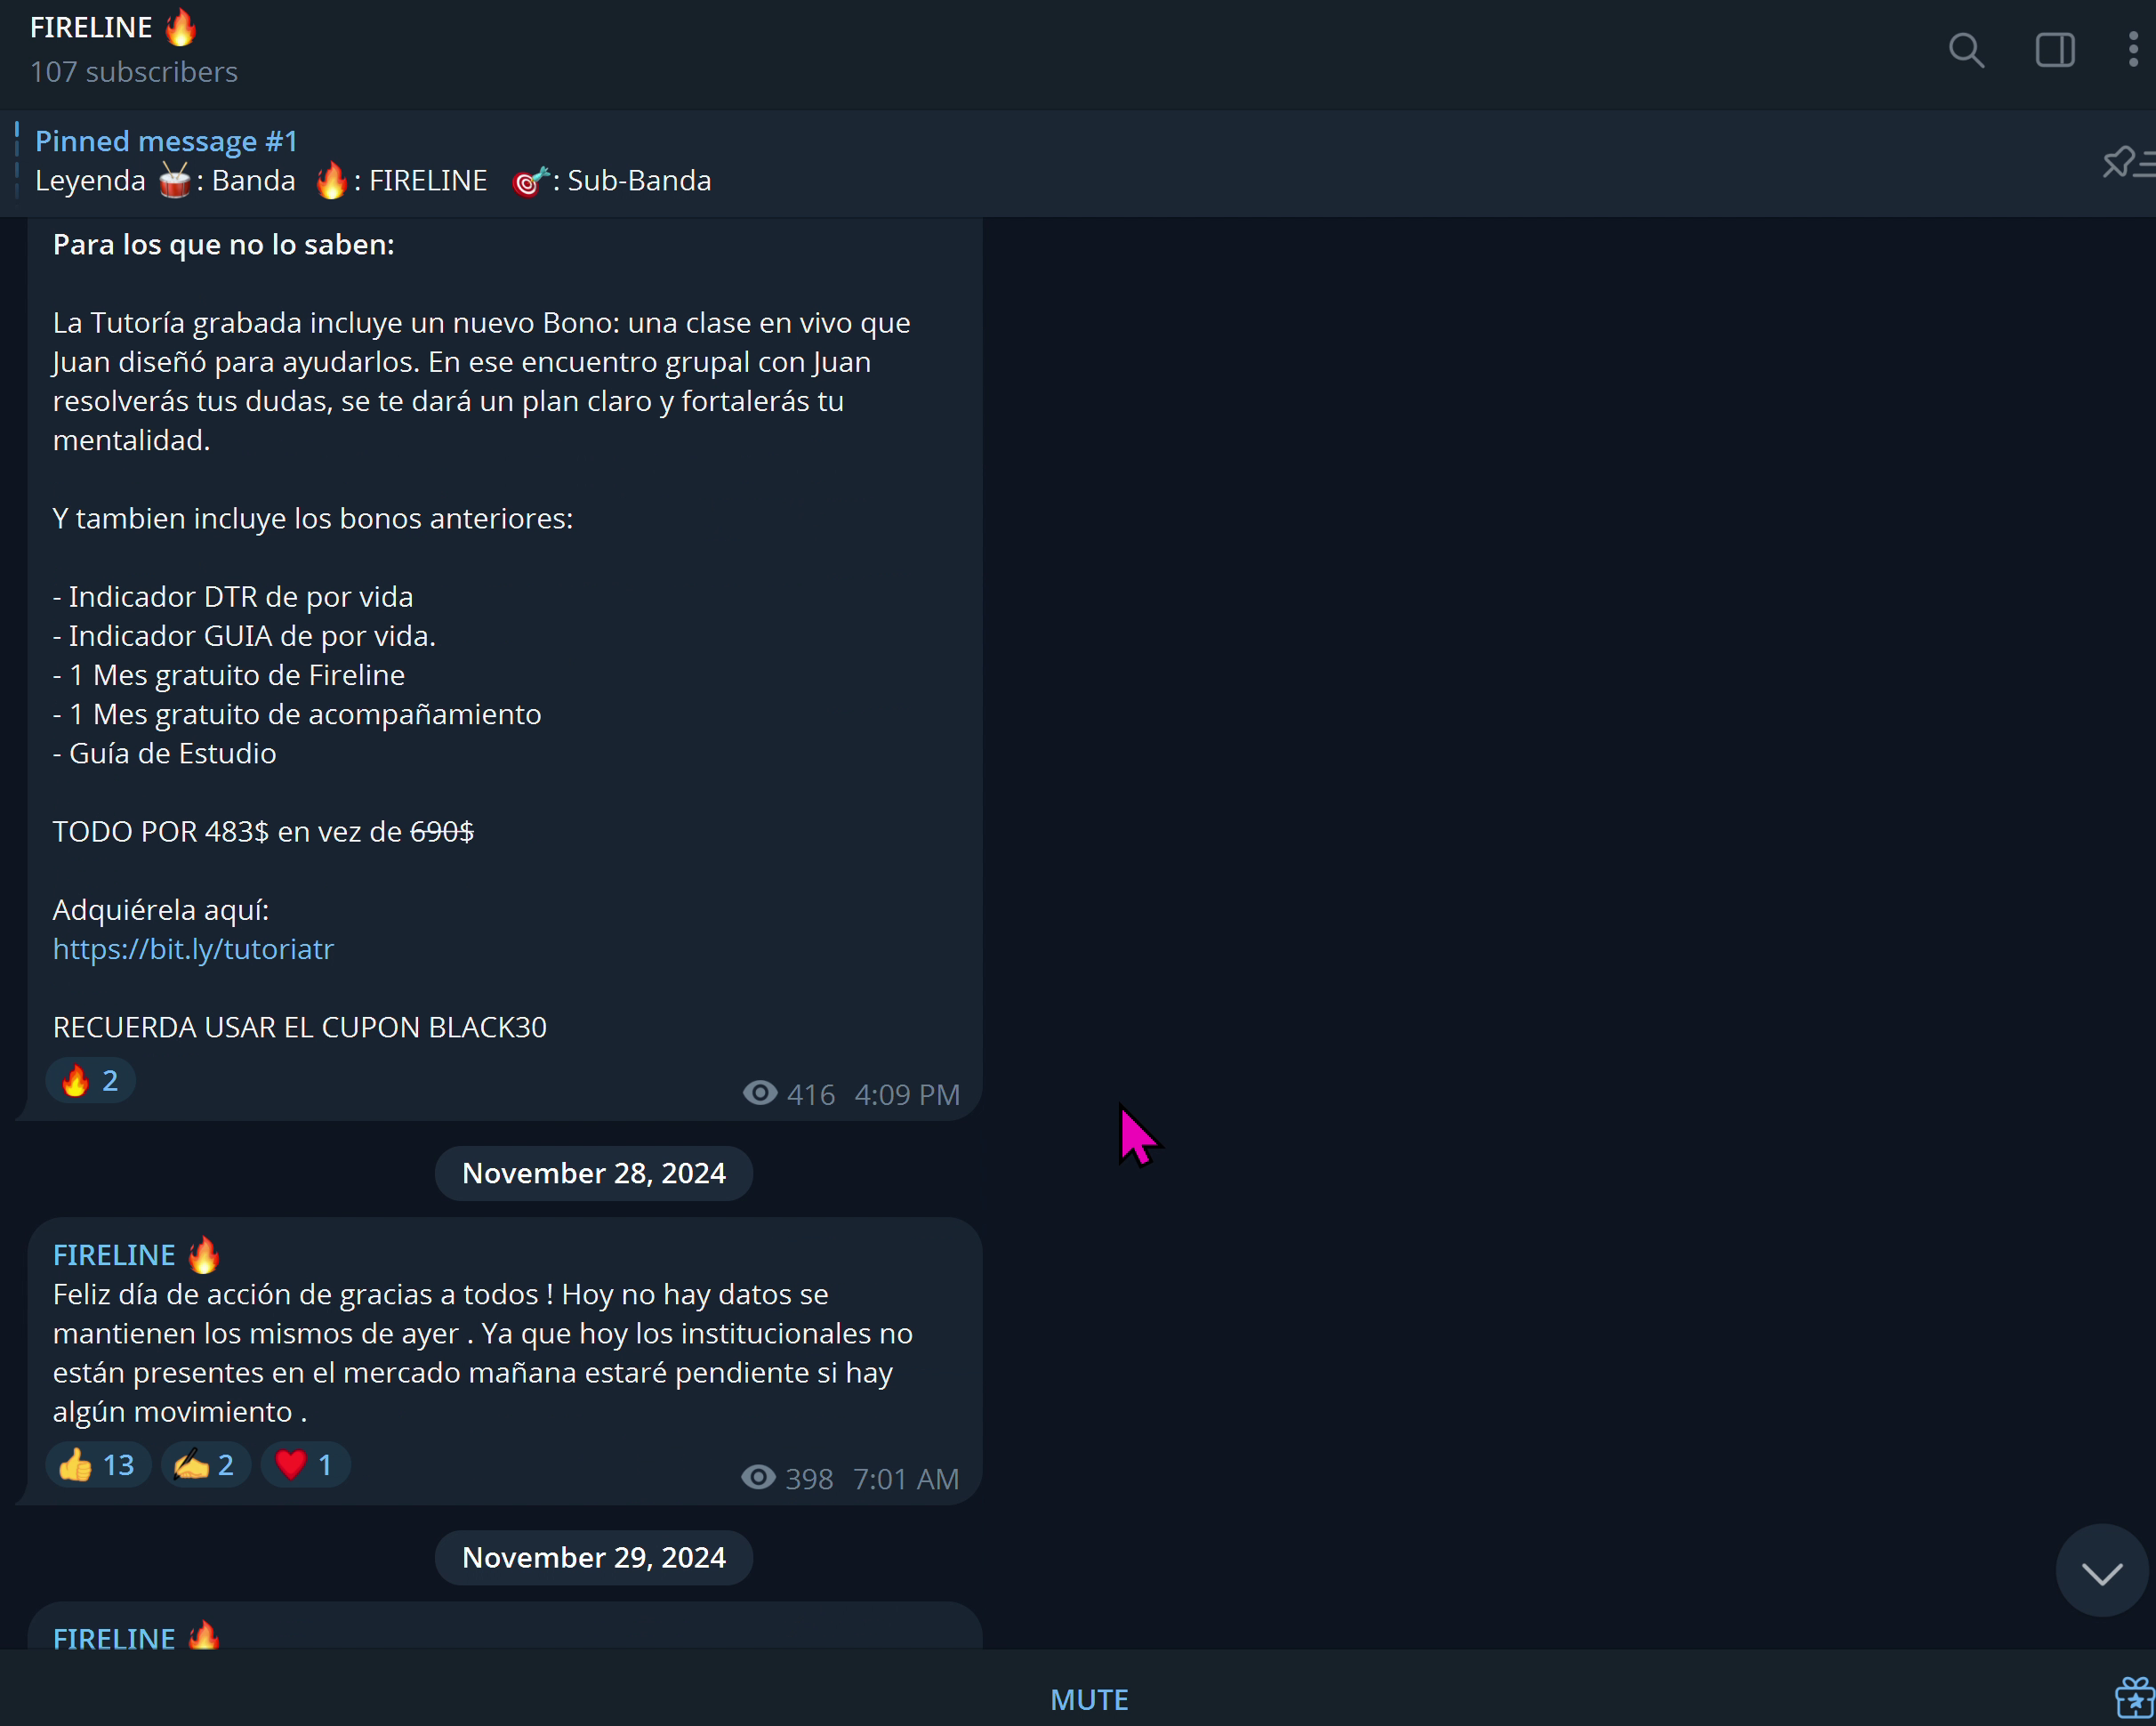 FIRELINE 🔥
107 subscribers
Pinned message #1
Leyenda 🥁: Banda 🔥: FIRELINE 🎯: Sub-Banda
Para los que no lo saben:
La Tutoría grabada incluye un nuevo Bono: una clase en vivo que
Juan diseñó para ayudarlos. En ese encuentro grupal con Juan
resolverás tus dudas, se te dará un plan claro y fortalerás tu
mentalidad.
Y tambien incluye los bonos anteriores:
- Indicador DTR de por vida
- Indicador GUIA de por vida.
- 1 Mes gratuito de Fireline
- 1 Mes gratuito de acompañamiento
- Guía de Estudio
TODO POR 483$ en vez de 690$
Adquiérela aquí:
https://bit.ly/tutoriatr
RECUERDA USAR EL CUPON BLACK30
🔥 2
416 4:09 PM
November 28, 2024
FIRELINE 🔥
Feliz día de acción de gracias a todos ! Hoy no hay datos se
mantienen los mismos de ayer . Ya que hoy los institucionales no
están presentes en el mercado mañana estaré pendiente si hay
algún movimiento .
👍 13 ✍️ 2 ❤️ 1
398 7:01 AM
November 29, 2024
FIRELINE 🔥
MUTE